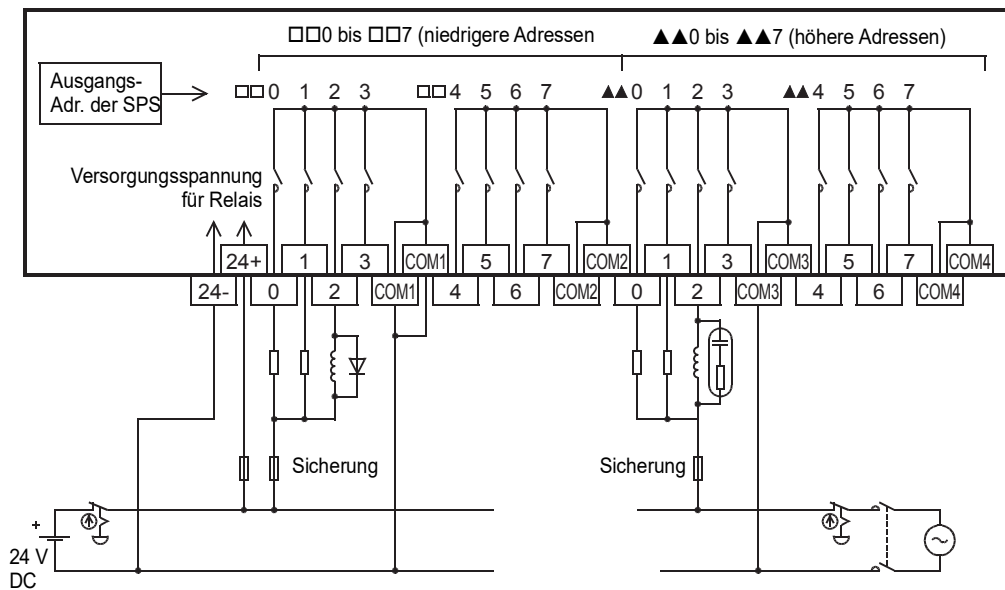 □□0 bis □□7 (niedrigere Adressen
▲▲0 bis ▲▲7 (höhere Adressen)
Ausgangs-
Adr. der SPS
□□0 1 2 3 □□4 5 6 7 ▲▲0 1 2 3 ▲▲4 5 6 7
Versorgungsspannung
für Relais
24+ 1 3 COM1 5 7 COM2 1 3 COM3 5 7 COM4
24- 0 2 COM1 4 6 COM2 0 2 COM3 4 6 COM4
Sicherung Sicherung
+
24 V
DC